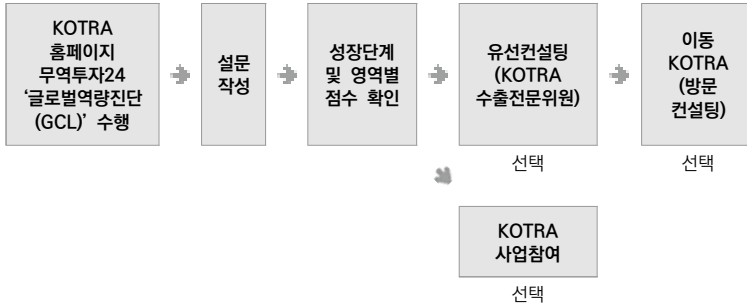 KOTRA
홈페이지
무역투자24
‘글로벌역량진단
(GCL)’ 수행
설문
작성
성장단계
및 영역별
점수 확인
유선컨설팅
(KOTRA
수출전문위원)
선택
이동
KOTRA
(방문
컨설팅)
선택
KOTRA
사업참여
선택